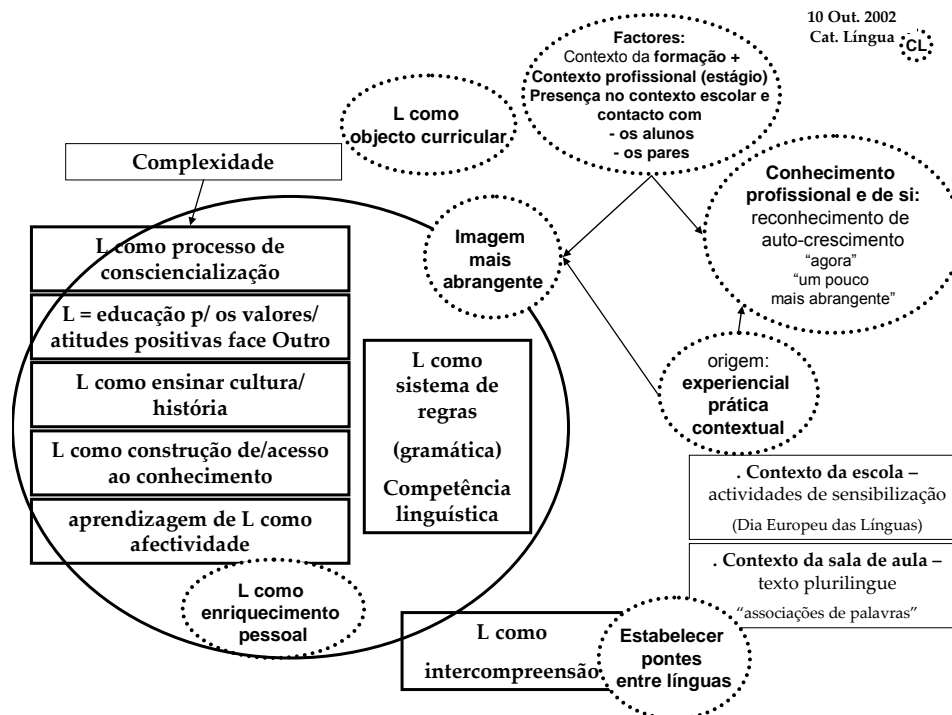 10 Out. 2002
Cat. Língua
CL
Factores:
Contexto da formação +
Contexto profissional (estágio)
Presença no contexto escolar e
contacto com
- os alunos
- os pares
L como
objecto curricular
Complexidade
Conhecimento
profissional e de si:
reconhecimento de
auto-crescimento
“agora”
“um pouco
mais abrangente”
Imagem
mais
abrangente
L como processo de
consciencialização
L = educação p/ os valores/
atitudes positivas face Outro
L como ensinar cultura/
história
L como construção de/acesso
ao conhecimento
aprendizagem de L como
afectividade
L como
sistema de
regras
(gramática)
Competência
linguística
origem:
experiencial
prática
contextual
. Contexto da escola –
actividades de sensibilização
(Dia Europeu das Línguas)
. Contexto da sala de aula –
texto plurilingue
“associações de palavras”
L como
enriquecimento
pessoal
L como
intercompreensão
Estabelecer
pontes
entre línguas